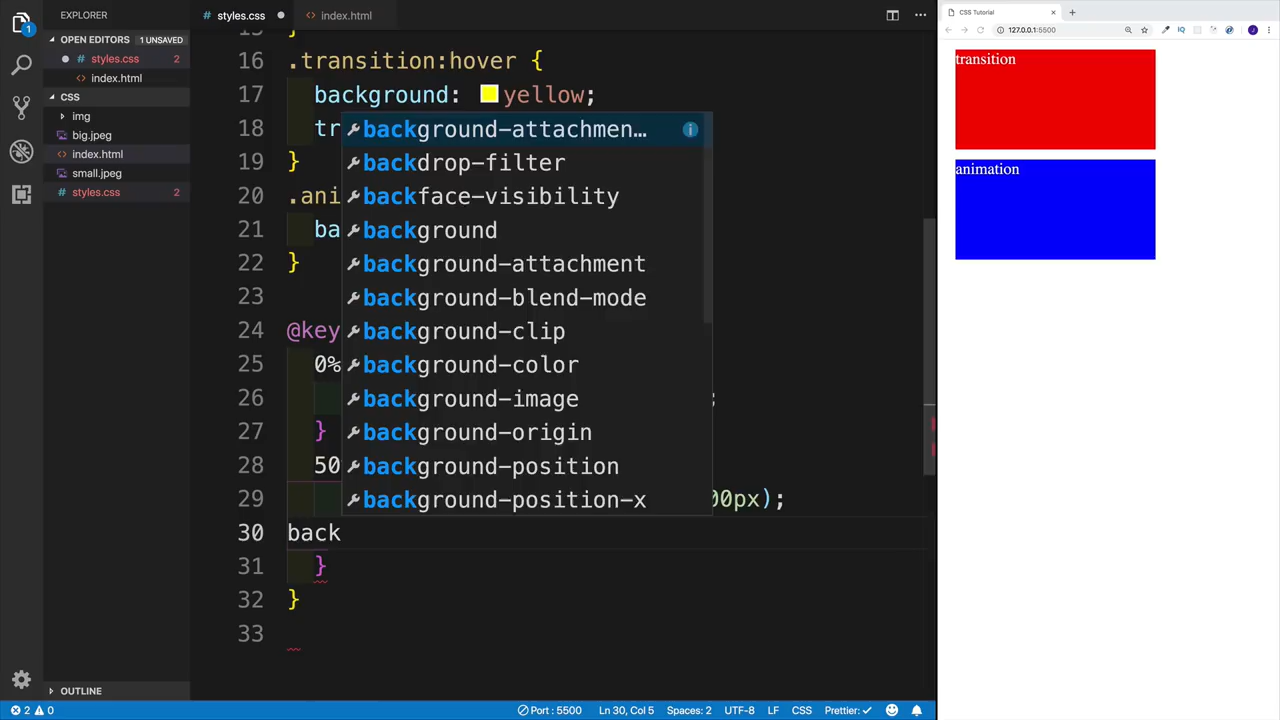 EXPLORER
OPEN EDITORS 1 UNSAVED
styles.css 2
index.html
CSS
img
big.jpeg
index.html
small.jpeg
styles.css 2
OUTLINE
1
styles.css
index.html
15 }
16 .transition:hover {
17 background: yellow;
18 tr
19 }
20 .ani
21 ba
22 }
23
24 @key
25 0%
26 ;
27 }
28 50
29 00px);
30 back
31 }
32 }
33
background-attachmen…
backdrop-filter
backface-visibility
background
background-attachment
background-blend-mode
background-clip
background-color
background-image
background-origin
background-position
background-position-x
2 0
Port : 5500
Ln 30, Col 5
Spaces: 2
UTF-8
LF
CSS
Prettier: ✓
CSS Tutorial
127.0.0.1:5500
IQ
J
transition
animation